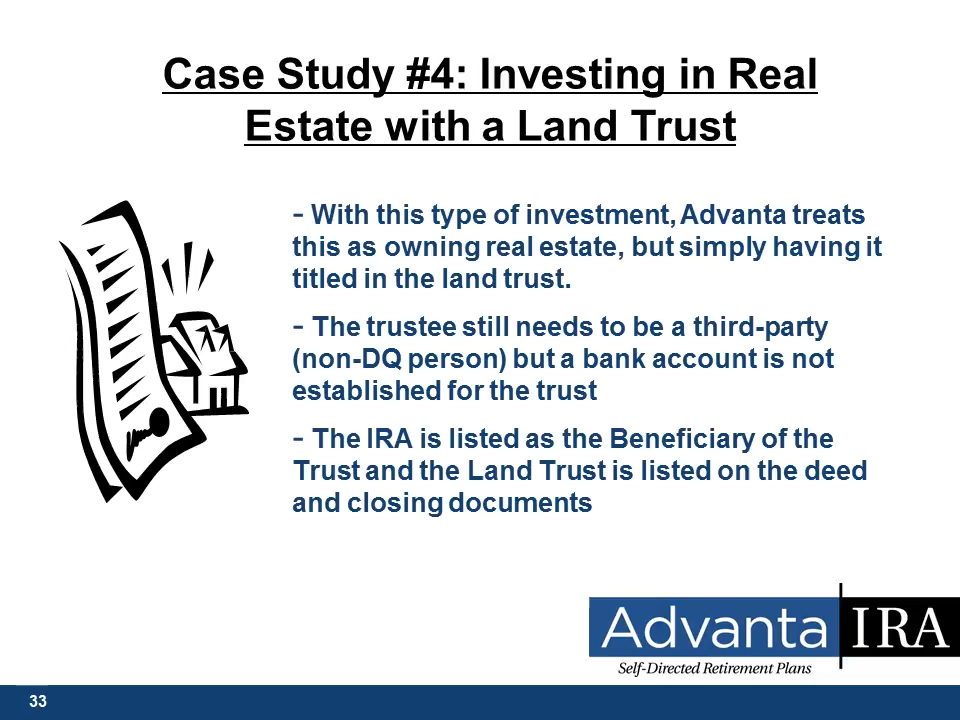 Case Study #4: Investing in Real
Estate with a Land Trust
- With this type of investment, Advanta treats
this as owning real estate, but simply having it
titled in the land trust.
- The trustee still needs to be a third-party
(non-DQ person) but a bank account is not
established for the trust
- The IRA is listed as the Beneficiary of the
Trust and the Land Trust is listed on the deed
and closing documents
Advanta IRA
Self-Directed Retirement Plans
33